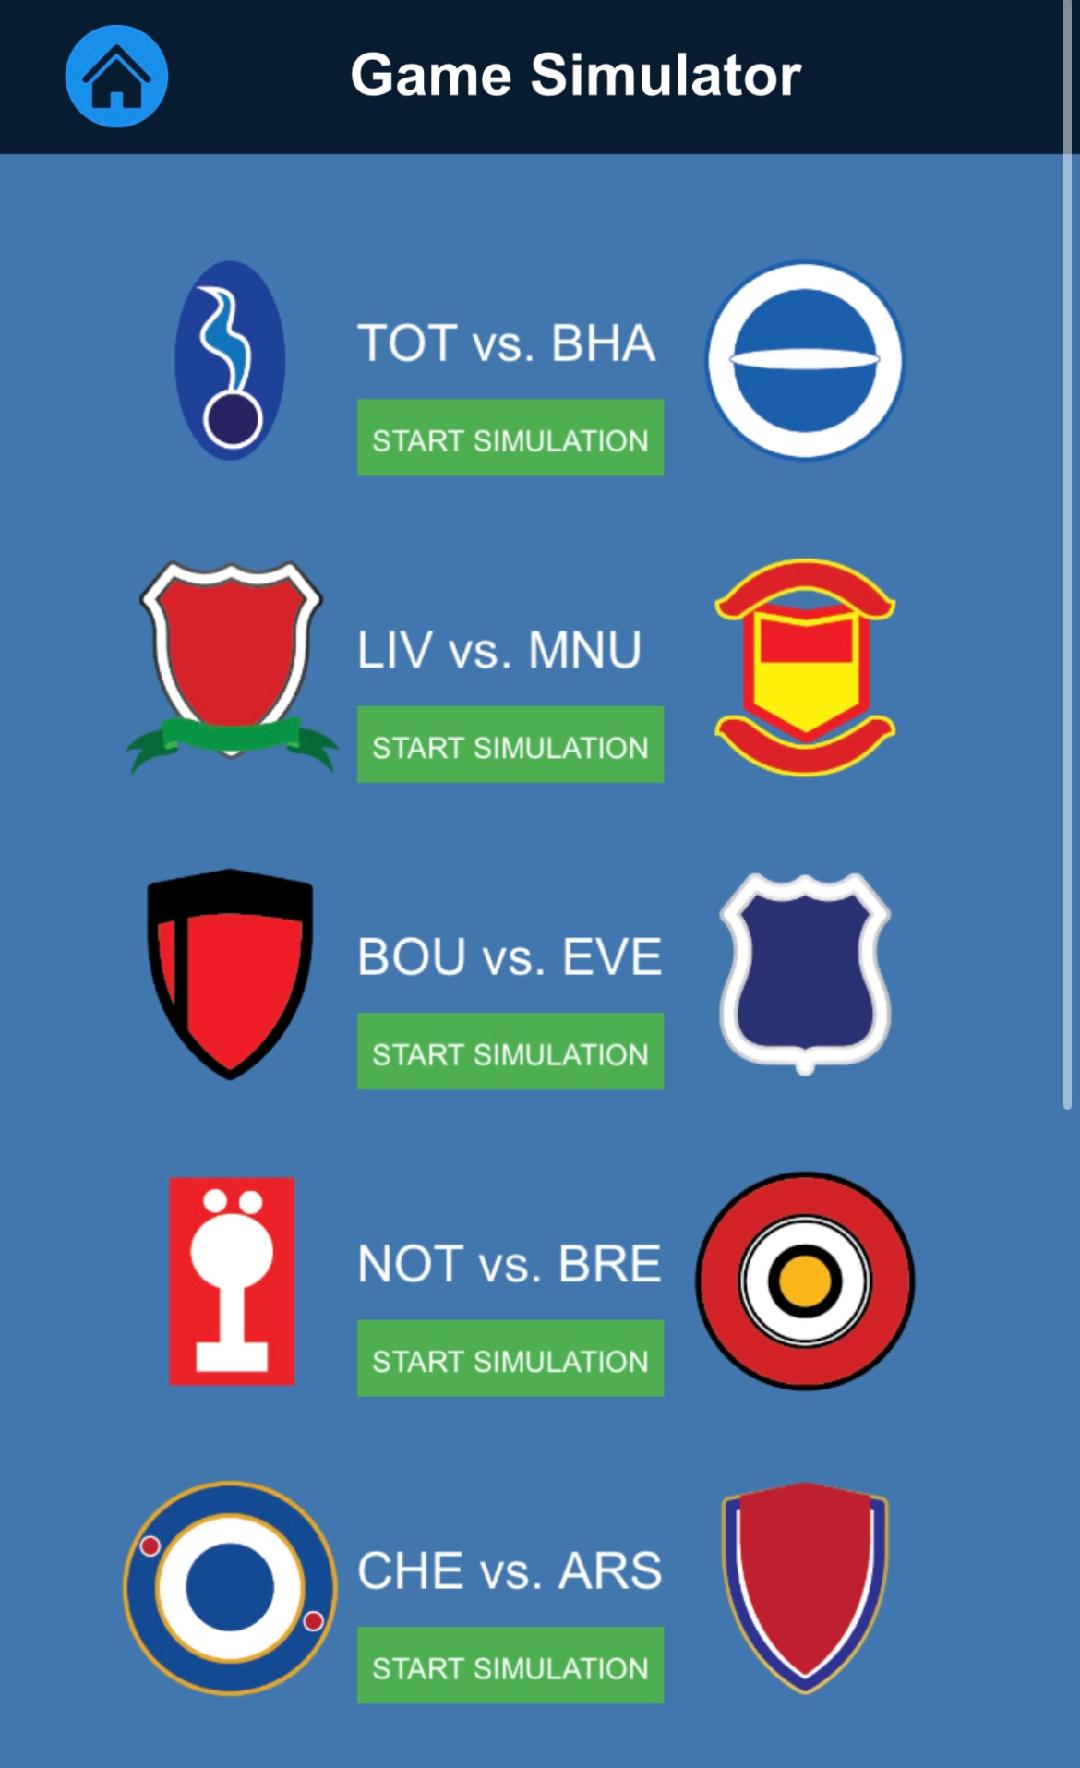 Game Simulator
TOT vs. BHA
START SIMULATION
LIV vs. MNU
START SIMULATION
BOU vs. EVE
START SIMULATION
NOT vs. BRE
START SIMULATION
CHE vs. ARS
START SIMULATION